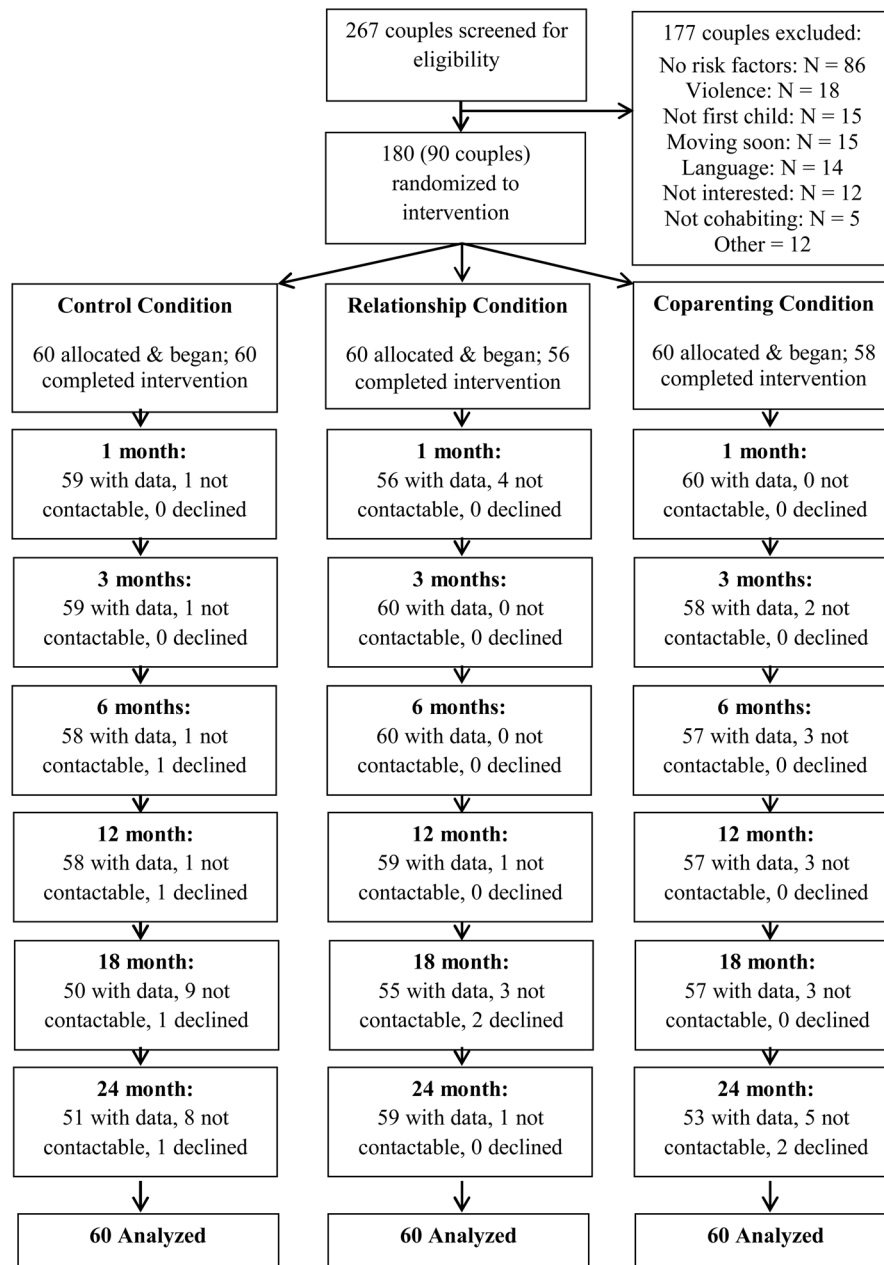 267 couples screened for
eligibility
177 couples excluded:
No risk factors: N = 86
Violence: N = 18
Not first child: N = 15
Moving soon: N = 15
Language: N = 14
Not interested: N = 12
Not cohabiting: N = 5
Other = 12
180 (90 couples)
randomized to
intervention
Control Condition
60 allocated & began; 60
completed intervention
Relationship Condition
60 allocated & began; 56
completed intervention
Coparenting Condition
60 allocated & began; 58
completed intervention
1 month:
59 with data, 1 not
contactable, 0 declined
1 month:
56 with data, 4 not
contactable, 0 declined
1 month:
60 with data, 0 not
contactable, 0 declined
3 months:
59 with data, 1 not
contactable, 0 declined
3 months:
60 with data, 0 not
contactable, 0 declined
3 months:
58 with data, 2 not
contactable, 0 declined
6 months:
58 with data, 1 not
contactable, 1 declined
6 months:
60 with data, 0 not
contactable, 0 declined
6 months:
57 with data, 3 not
contactable, 0 declined
12 month:
58 with data, 1 not
contactable, 1 declined
12 month:
59 with data, 1 not
contactable, 0 declined
12 month:
57 with data, 3 not
contactable, 0 declined
18 month:
50 with data, 9 not
contactable, 1 declined
18 month:
55 with data, 3 not
contactable, 2 declined
18 month:
57 with data, 3 not
contactable, 0 declined
24 month:
51 with data, 8 not
contactable, 1 declined
24 month:
59 with data, 1 not
contactable, 0 declined
24 month:
53 with data, 5 not
contactable, 2 declined
60 Analyzed
60 Analyzed
60 Analyzed